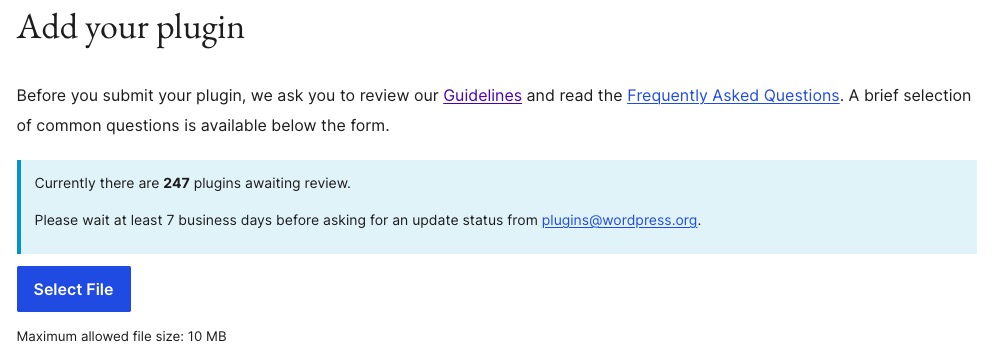 Add your plugin
Before you submit your plugin, we ask you to review our Guidelines and read the Frequently Asked Questions. A brief selection
of common questions is available below the form.
Currently there are 247 plugins awaiting review.
Please wait at least 7 business days before asking for an update status from plugins@wordpress.org.
Select File
Maximum allowed file size: 10 MB